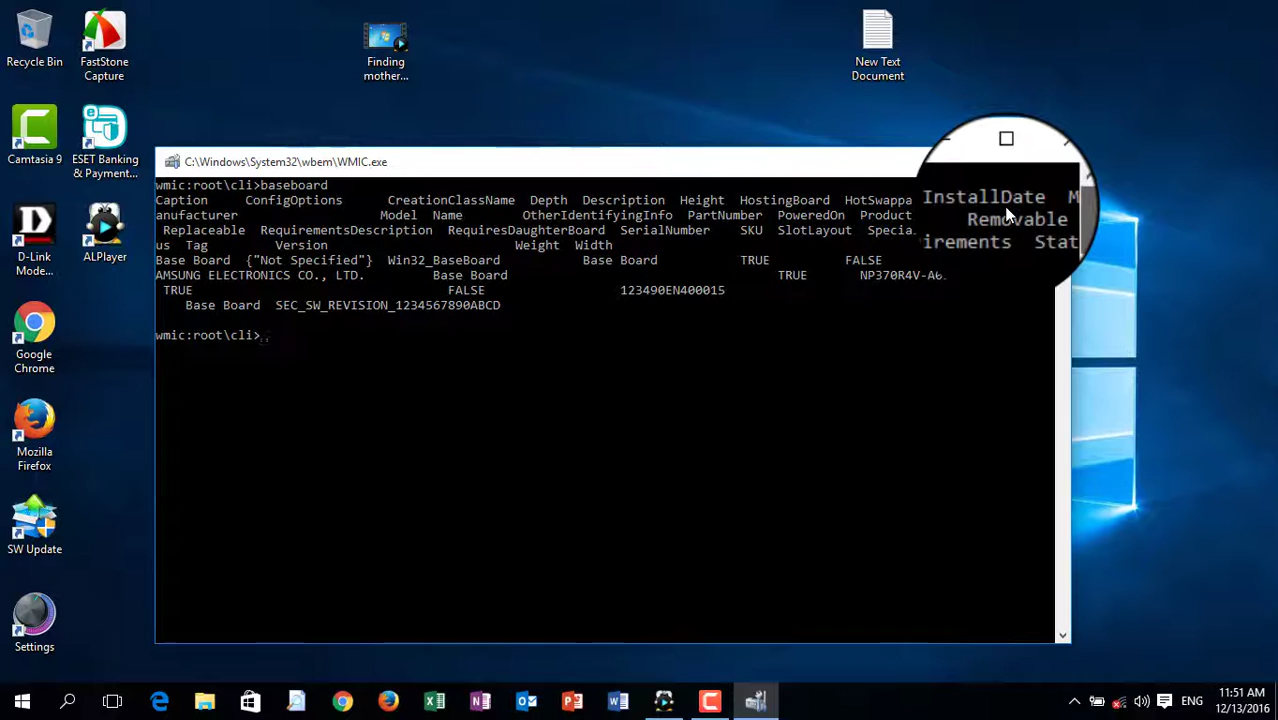 Recycle Bin
FastStone
Capture
Finding
mother...
New Text
Document
Camtasia 9
ESET Banking
& Payment...
D-Link
Mode...
ALPlayer
Google
Chrome
Mozilla
Firefox
SW Update
Settings
C:\Windows\System32\wbem\WMIC.exe
wmic:root\cli>baseboard
Caption ConfigOptions CreationClassName Depth Description Height HostingBoard HotSwappa InstallDate M
anufacturer Model Name OtherIdentifyingInfo PartNumber PoweredOn Product Removable
Replaceable RequirementsDescription RequiresDaughterBoard SerialNumber SKU SlotLayout Specia irements Stat
us Tag Version Weight Width
Base Board {"Not Specified"} Win32_BaseBoard Base Board TRUE FALSE
AMSUNG ELECTRONICS CO., LTD. Base Board TRUE NP370R4V-A0
TRUE FALSE 123490EN400015
Base Board SEC_SW_REVISION_1234567890ABCD
wmic:root\cli>
ENG
11:51 AM
12/13/2016